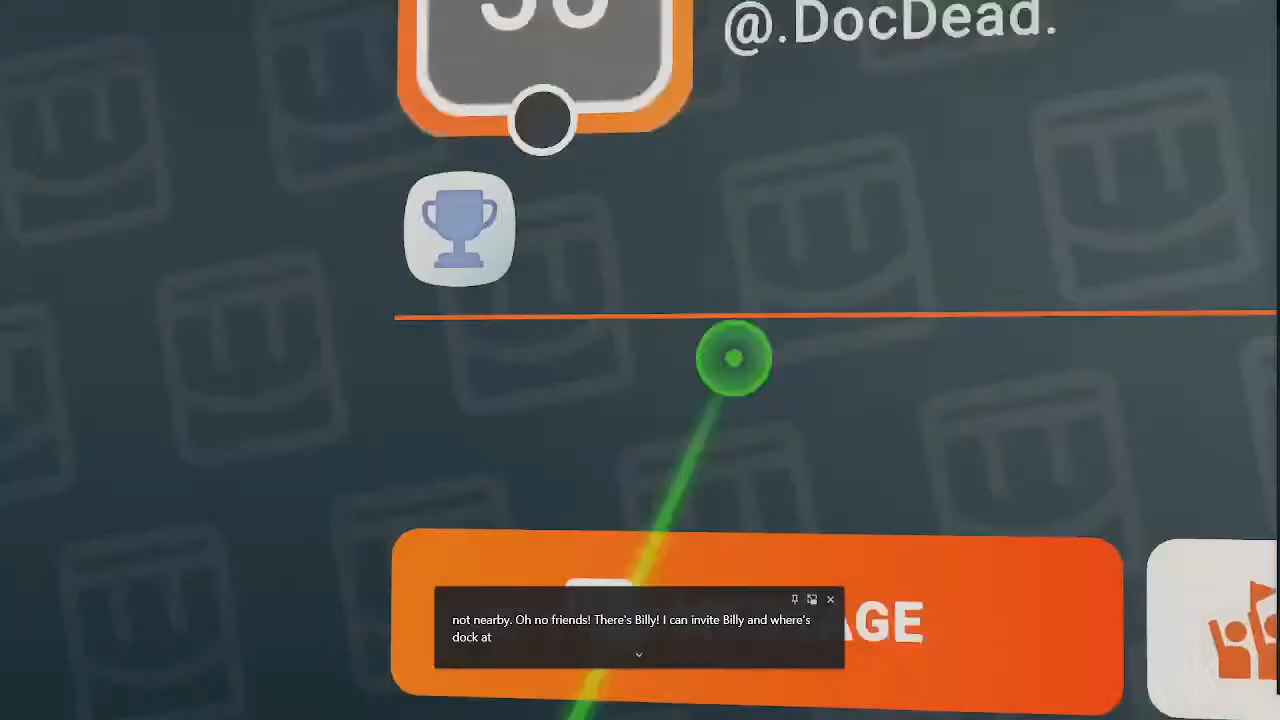 @.DocDead.
AGE
not nearby. Oh no friends! There's Billy! I can invite Billy and where's
dock at